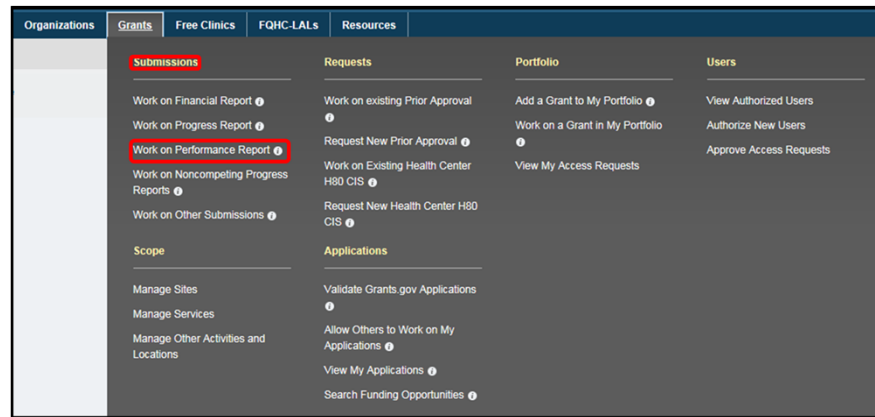 Organizations Grants Free Clinics FQHC-LALs Resources
Submissions
Work on Financial Report
Work on Progress Report
Work on Performance Report
Work on Noncompeting Progress
Reports
Work on Other Submissions
Requests
Work on existing Prior Approval
Request New Prior Approval
Work on Existing Health Center
H80 CIS
Request New Health Center H80
CIS
Portfolio
Add a Grant to My Portfolio
Work on a Grant in My Portfolio
View My Access Requests
Users
View Authorized Users
Authorize New Users
Approve Access Requests
Scope
Manage Sites
Manage Services
Manage Other Activities and
Locations
Applications
Validate Grants.gov Applications
Allow Others to Work on My
Applications
View My Applications
Search Funding Opportunities